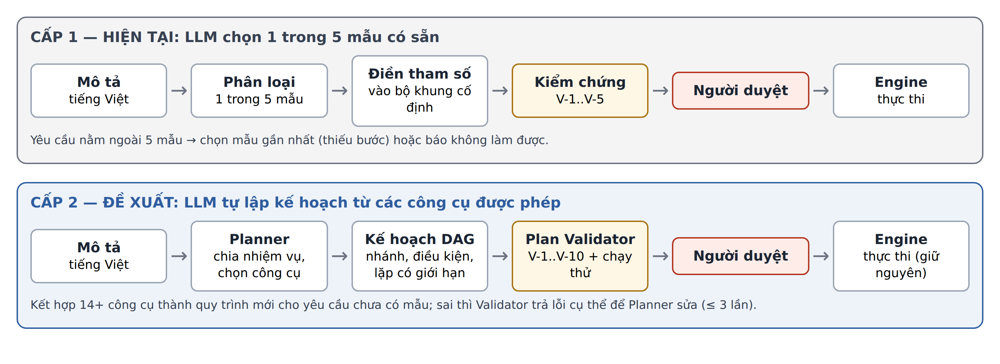 CẤP 1 — HIỆN TẠI: LLM chọn 1 trong 5 mẫu có sẵn
Mô tả
tiếng Việt
→
Phân loại
1 trong 5 mẫu
→
Điền tham số
vào bộ khung cố
định
→
Kiểm chứng
V-1..V-5
→
Người duyệt
→
Engine
thực thi
Yêu cầu nằm ngoài 5 mẫu → chọn mẫu gần nhất (thiếu bước) hoặc báo không làm được.
CẤP 2 — ĐỀ XUẤT: LLM tự lập kế hoạch từ các công cụ được phép
Mô tả
tiếng Việt
→
Planner
chia nhiệm vụ,
chọn công cụ
→
Kế hoạch DAG
nhánh, điều kiện,
lặp có giới hạn
→
Plan Validator
V-1..V-10 + chạy
thử
→
Người duyệt
→
Engine
thực thi (giữ
nguyên)
Kết hợp 14+ công cụ thành quy trình mới cho yêu cầu chưa có mẫu; sai thì Validator trả lỗi cụ thể để Planner sửa (≤ 3 lần).